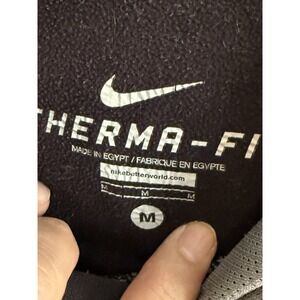 THERMA-FI
MADE IN EGYPT / FABRIQUE EN EGYPTE
nikebetterworld.com
M M M
M